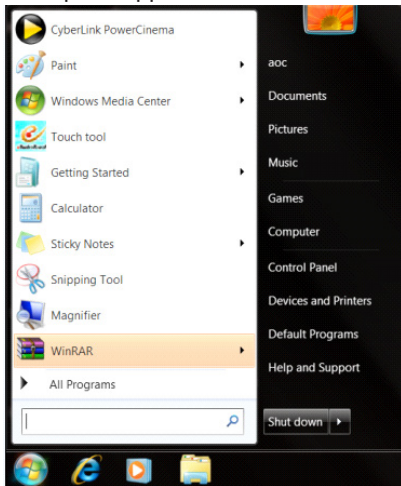 CyberLink PowerCinema
Paint
Windows Media Center
Touch tool
Getting Started
Calculator
Sticky Notes
Snipping Tool
Magnifier
WinRAR
All Programs
aoc
Documents
Pictures
Music
Games
Computer
Control Panel
Devices and Printers
Default Programs
Help and Support
Shut down